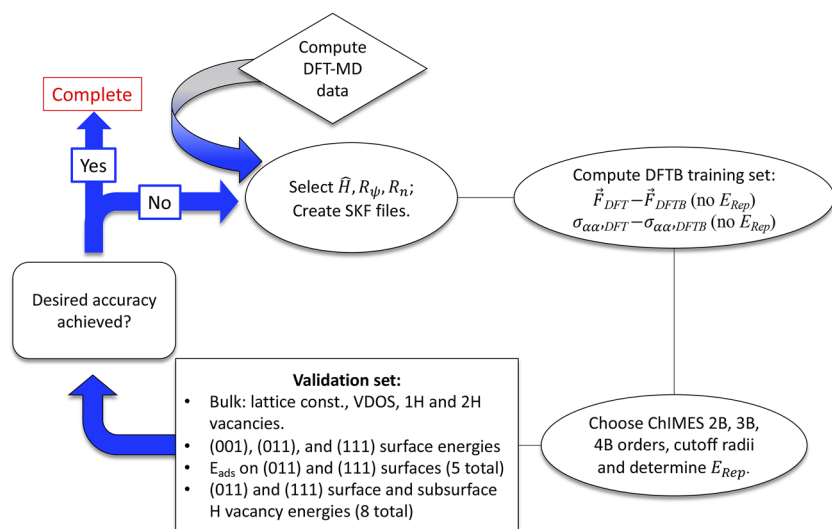 Compute
DFT-MD
data
Complete
Yes
No
Select Ĥ, R_ψ, R_n;
Create SKF files.
Compute DFTB training set:
F⃗_DFT − F⃗_DFTB (no E_Rep)
σ_αα,DFT − σ_αα,DFTB (no E_Rep)
Desired accuracy
achieved?
Validation set:
• Bulk: lattice const., VDOS, 1H and 2H
vacancies.
• (001), (011), and (111) surface energies
• E_ads on (011) and (111) surfaces (5 total)
• (011) and (111) surface and subsurface
H vacancy energies (8 total)
Choose ChIMES 2B, 3B,
4B orders, cutoff radii
and determine E_Rep.